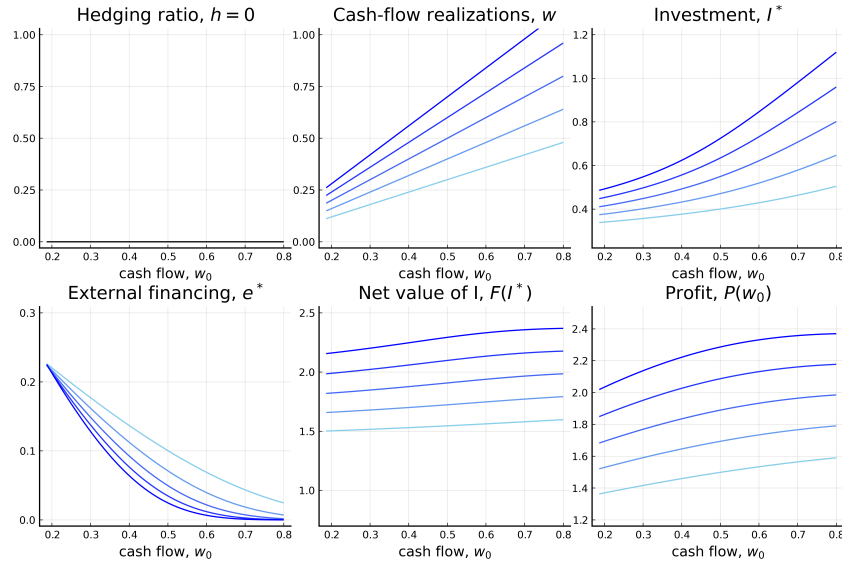 Hedging ratio, h = 0
1.00
0.75
0.50
0.25
0.00
0.2 0.3 0.4 0.5 0.6 0.7 0.8
cash flow, w₀
Cash-flow realizations, w
1.00
0.75
0.50
0.25
0.00
0.2 0.3 0.4 0.5 0.6 0.7 0.8
cash flow, w₀
Investment, I*
1.2
1.0
0.8
0.6
0.4
0.2 0.3 0.4 0.5 0.6 0.7 0.8
cash flow, w₀
External financing, e*
0.3
0.2
0.1
0.0
0.2 0.3 0.4 0.5 0.6 0.7 0.8
cash flow, w₀
Net value of I, F(I*)
2.5
2.0
1.5
1.0
0.2 0.3 0.4 0.5 0.6 0.7 0.8
cash flow, w₀
Profit, P(w₀)
2.4
2.2
2.0
1.8
1.6
1.4
1.2
0.2 0.3 0.4 0.5 0.6 0.7 0.8
cash flow, w₀